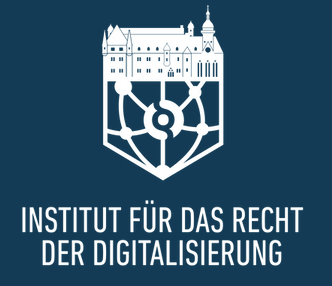 INSTITUT FÜR DAS RECHT
DER DIGITALISIERUNG